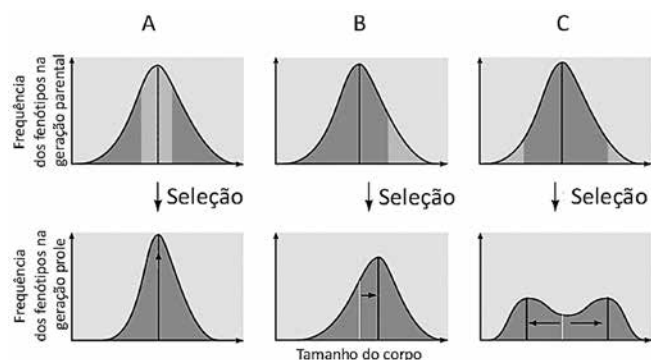 A
B
C
Frequência
dos fenótipos na
geração parental
Seleção
Seleção
Seleção
Frequência
dos fenótipos na
geração prole
Tamanho do corpo